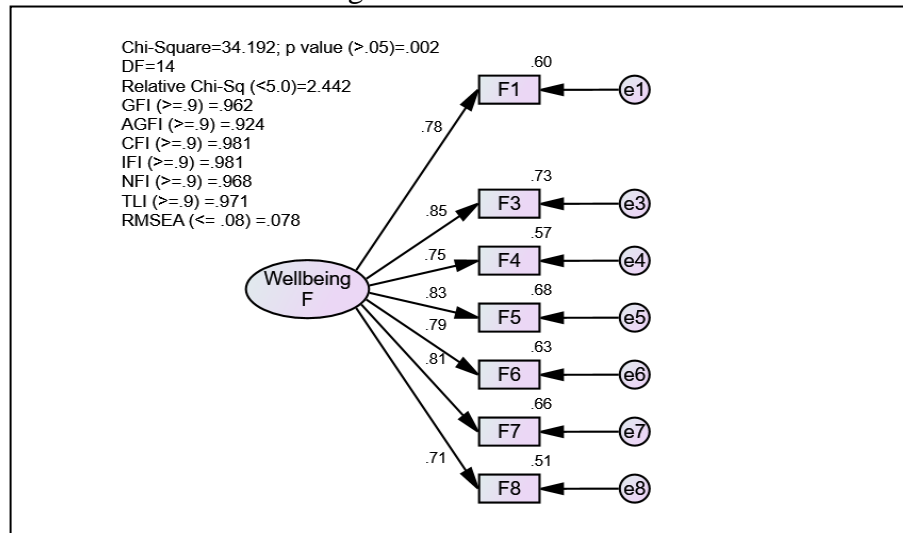 Chi-Square=34.192; p value (>.05)=.002
DF=14
Relative Chi-Sq (<5.0)=2.442
GFI (>=.9) =.962
AGFI (>=.9) =.924
CFI (>=.9) =.981
IFI (>=.9) =.981
NFI (>=.9) =.968
TLI (>=.9) =.971
RMSEA (<= .08) =.078
.60
F1
e1
.78
.73
F3
e3
.85
.57
F4
e4
.75
Wellbeing
F
.83
.68
F5
e5
.79
.63
F6
e6
.81
.66
F7
e7
.71
.51
F8
e8